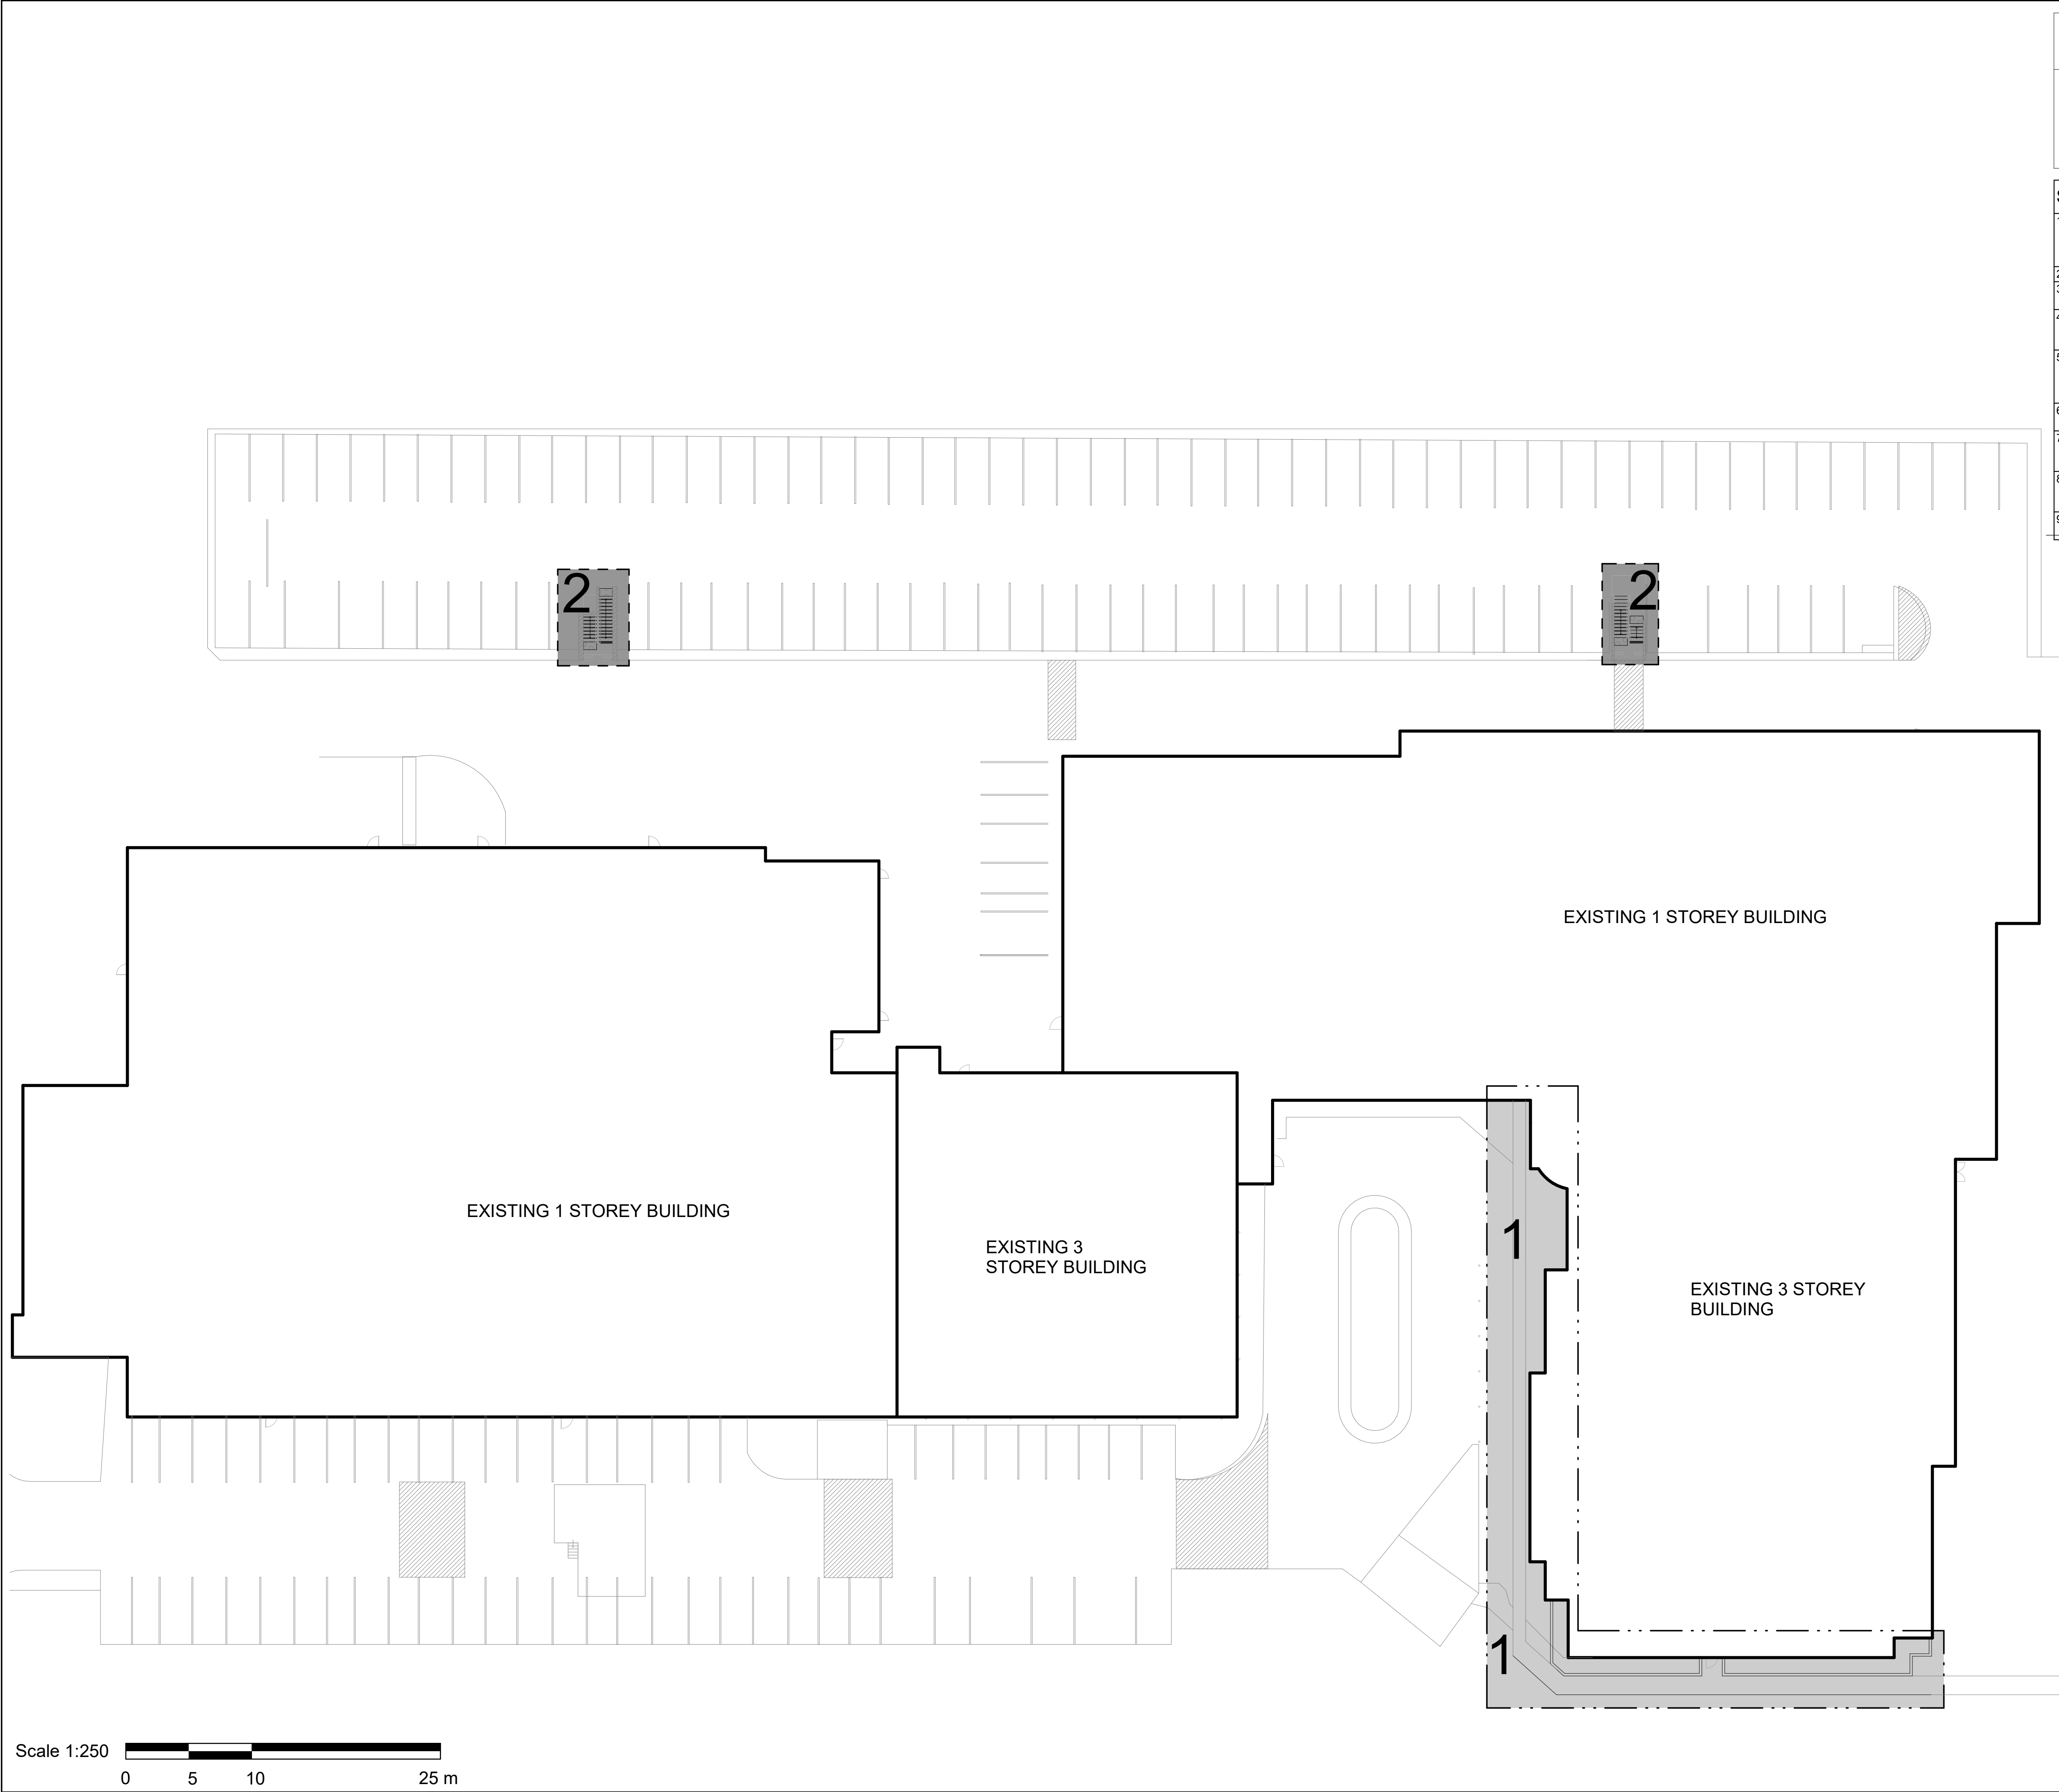 2
2
EXISTING 1 STOREY BUILDING
EXISTING 1 STOREY BUILDING
EXISTING 3
STOREY BUILDING
1
EXISTING 3 STOREY
BUILDING
1
Scale 1:250
0 5 10 25 m